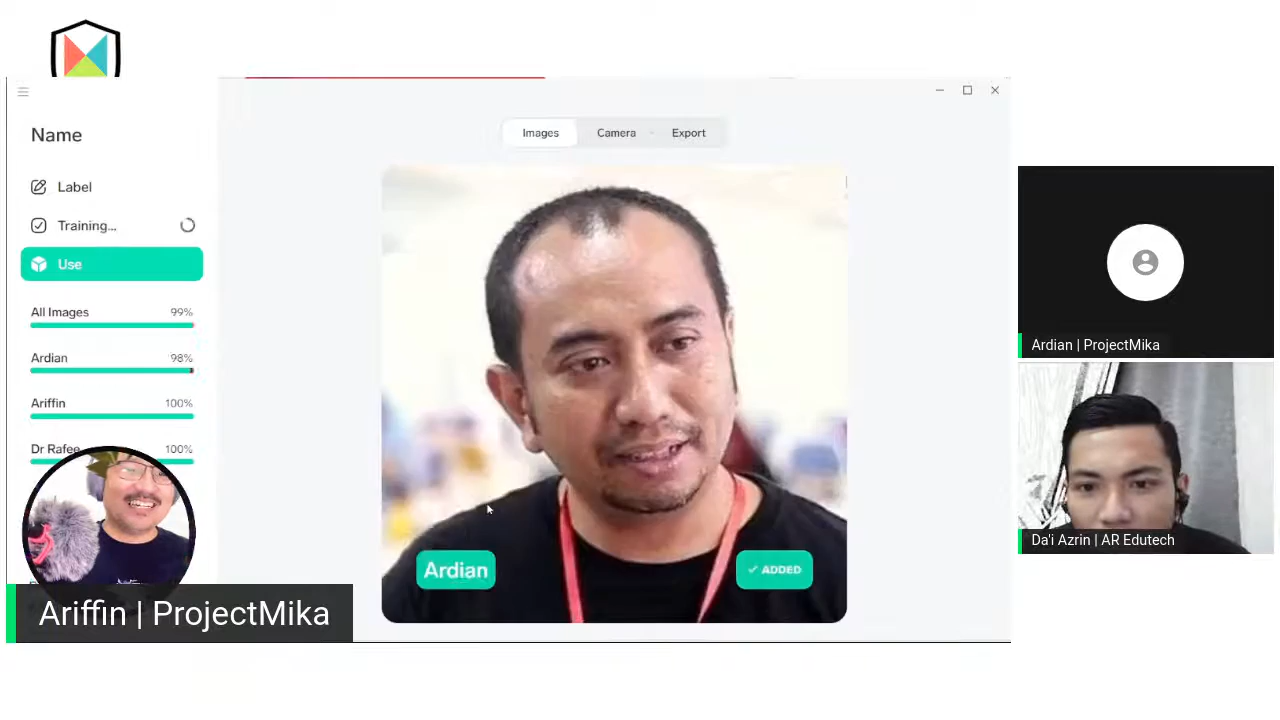 Name
Images
Camera
Export
Label
Training...
Use
All Images 99%
Ardian 98%
Ariffin 100%
Dr Rafee 100%
Ardian
ADDED
Ariffin | ProjectMika
Ardian | ProjectMika
Da'i Azrin | AR Edutech